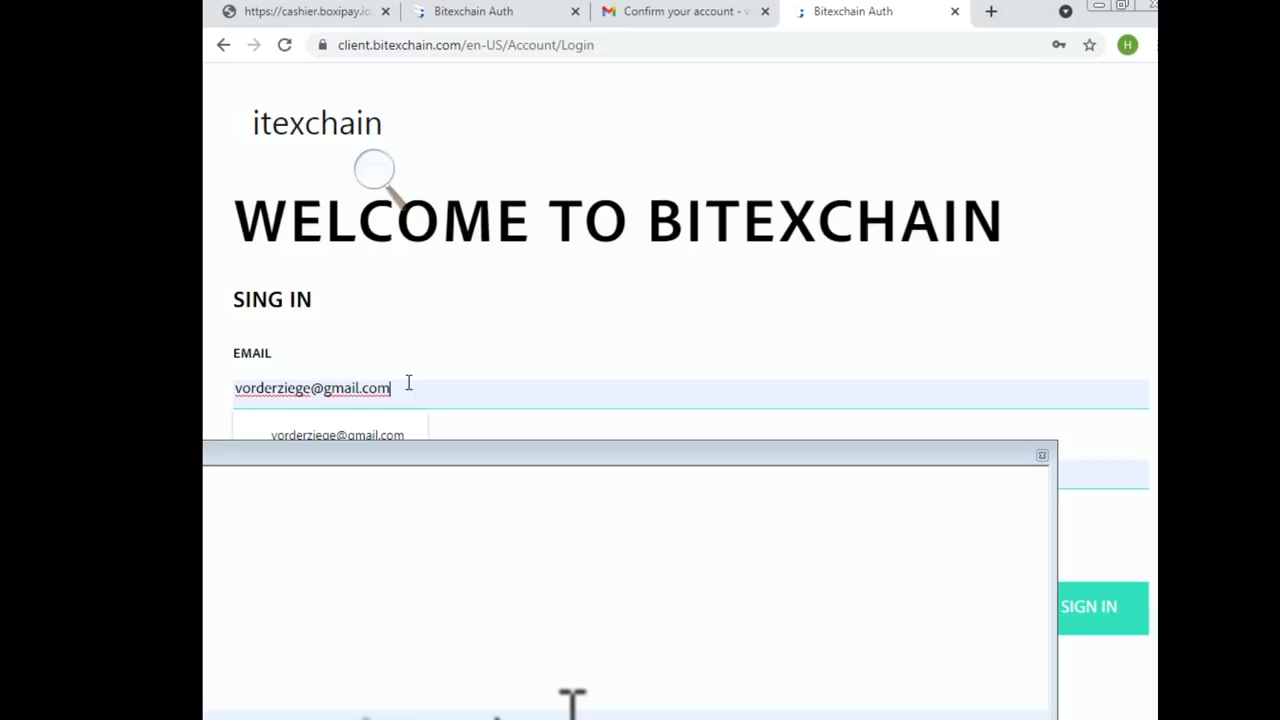 https://cashier.boxipay.io
Bitexchain Auth
Confirm your account - v
Bitexchain Auth
client.bitexchain.com/en-US/Account/Login
H
itexchain
WELCOME TO BITEXCHAIN
SING IN
EMAIL
vorderziege@gmail.com
vorderziege@gmail.com
SIGN IN